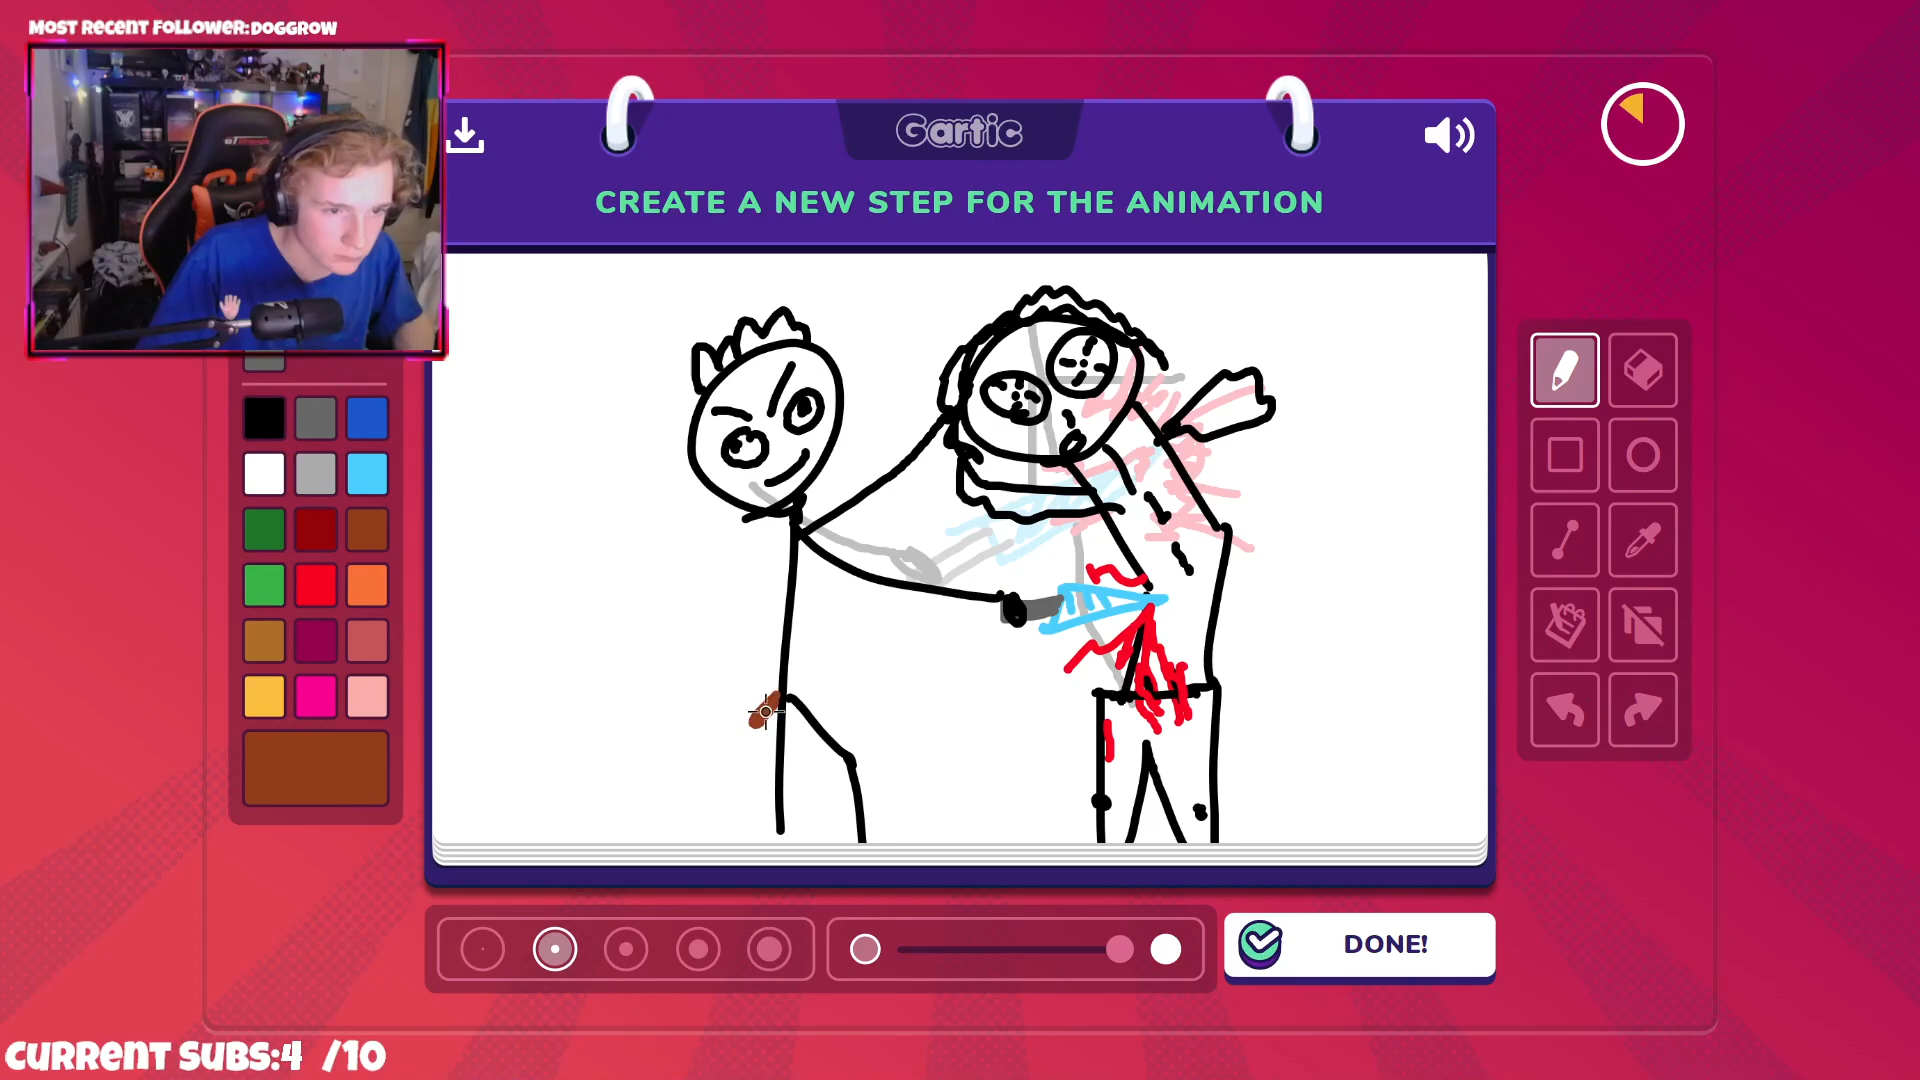 Most Recent Follower:DOGGROW
Gartic
CREATE A NEW STEP FOR THE ANIMATION
DONE!
CURRENT SUBS:4 /10